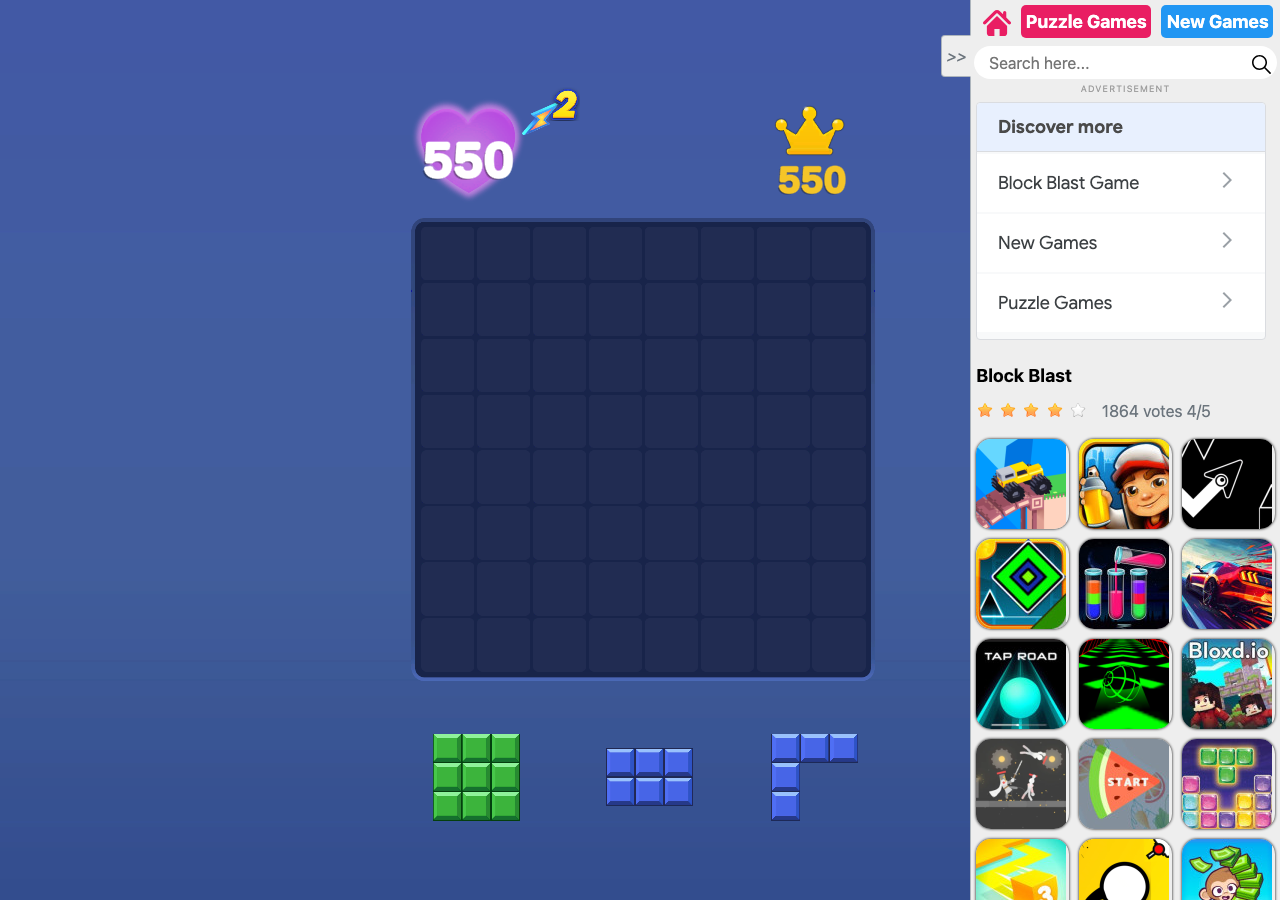 Puzzle Games
New Games
>>
Search here...
ADVERTISEMENT
550
2
550
Discover more
Block Blast Game
New Games
Puzzle Games
Block Blast
1864 votes 4/5
TAP ROAD
Bloxd.io
START
3